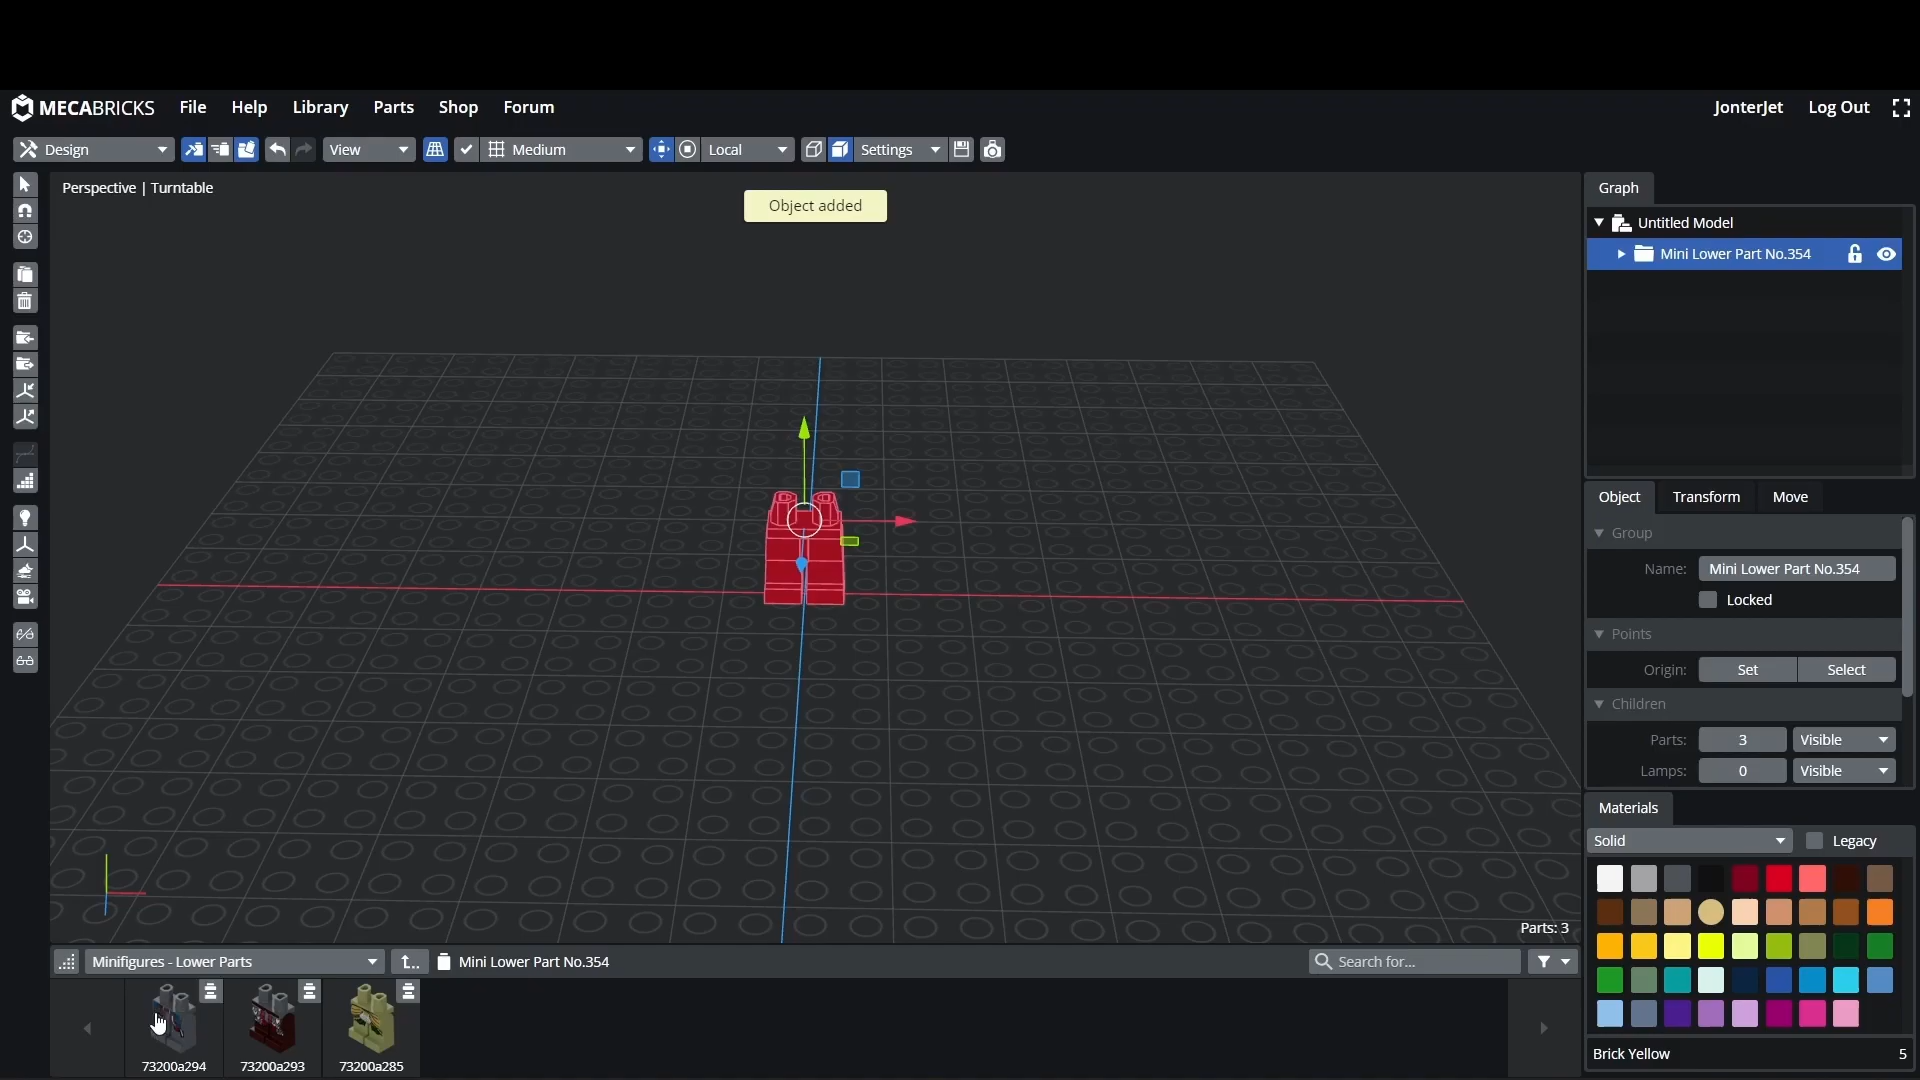 MECABRICKS File Help Library Parts Shop Forum JonterJet Log Out
Design View Medium Local Settings
Perspective | Turntable
Object added
Graph
Untitled Model
Mini Lower Part No.354
Object Transform Move
Group
Name: Mini Lower Part No.354
Locked
Points
Origin: Set Select
Children
Parts: 3 Visible
Lamps: 0 Visible
Materials
Solid Legacy
Brick Yellow 5
Parts: 3
Minifigures - Lower Parts Mini Lower Part No.354 Search for...
73200a294 73200a293 73200a285